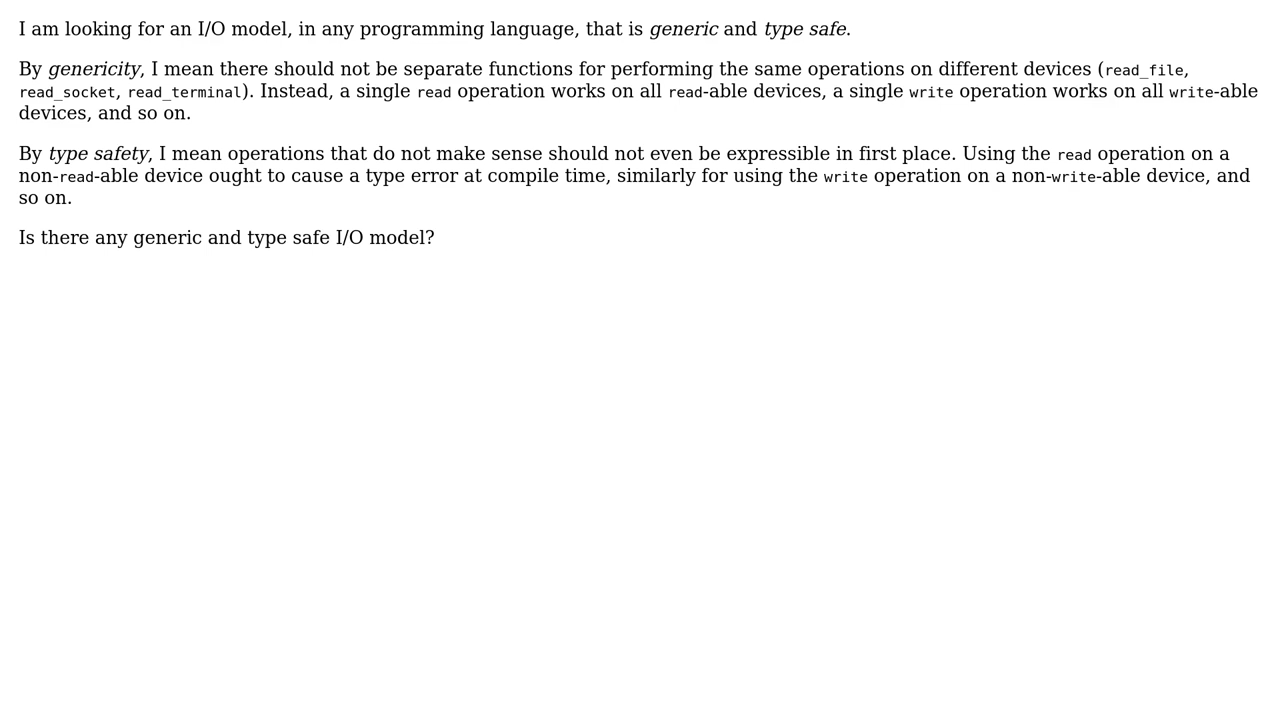 I am looking for an I/O model, in any programming language, that is generic and type safe.
By genericity, I mean there should not be separate functions for performing the same operations on different devices (read_file,
read_socket, read_terminal). Instead, a single read operation works on all read-able devices, a single write operation works on all write-able
devices, and so on.
By type safety, I mean operations that do not make sense should not even be expressible in first place. Using the read operation on a
non-read-able device ought to cause a type error at compile time, similarly for using the write operation on a non-write-able device, and
so on.
Is there any generic and type safe I/O model?